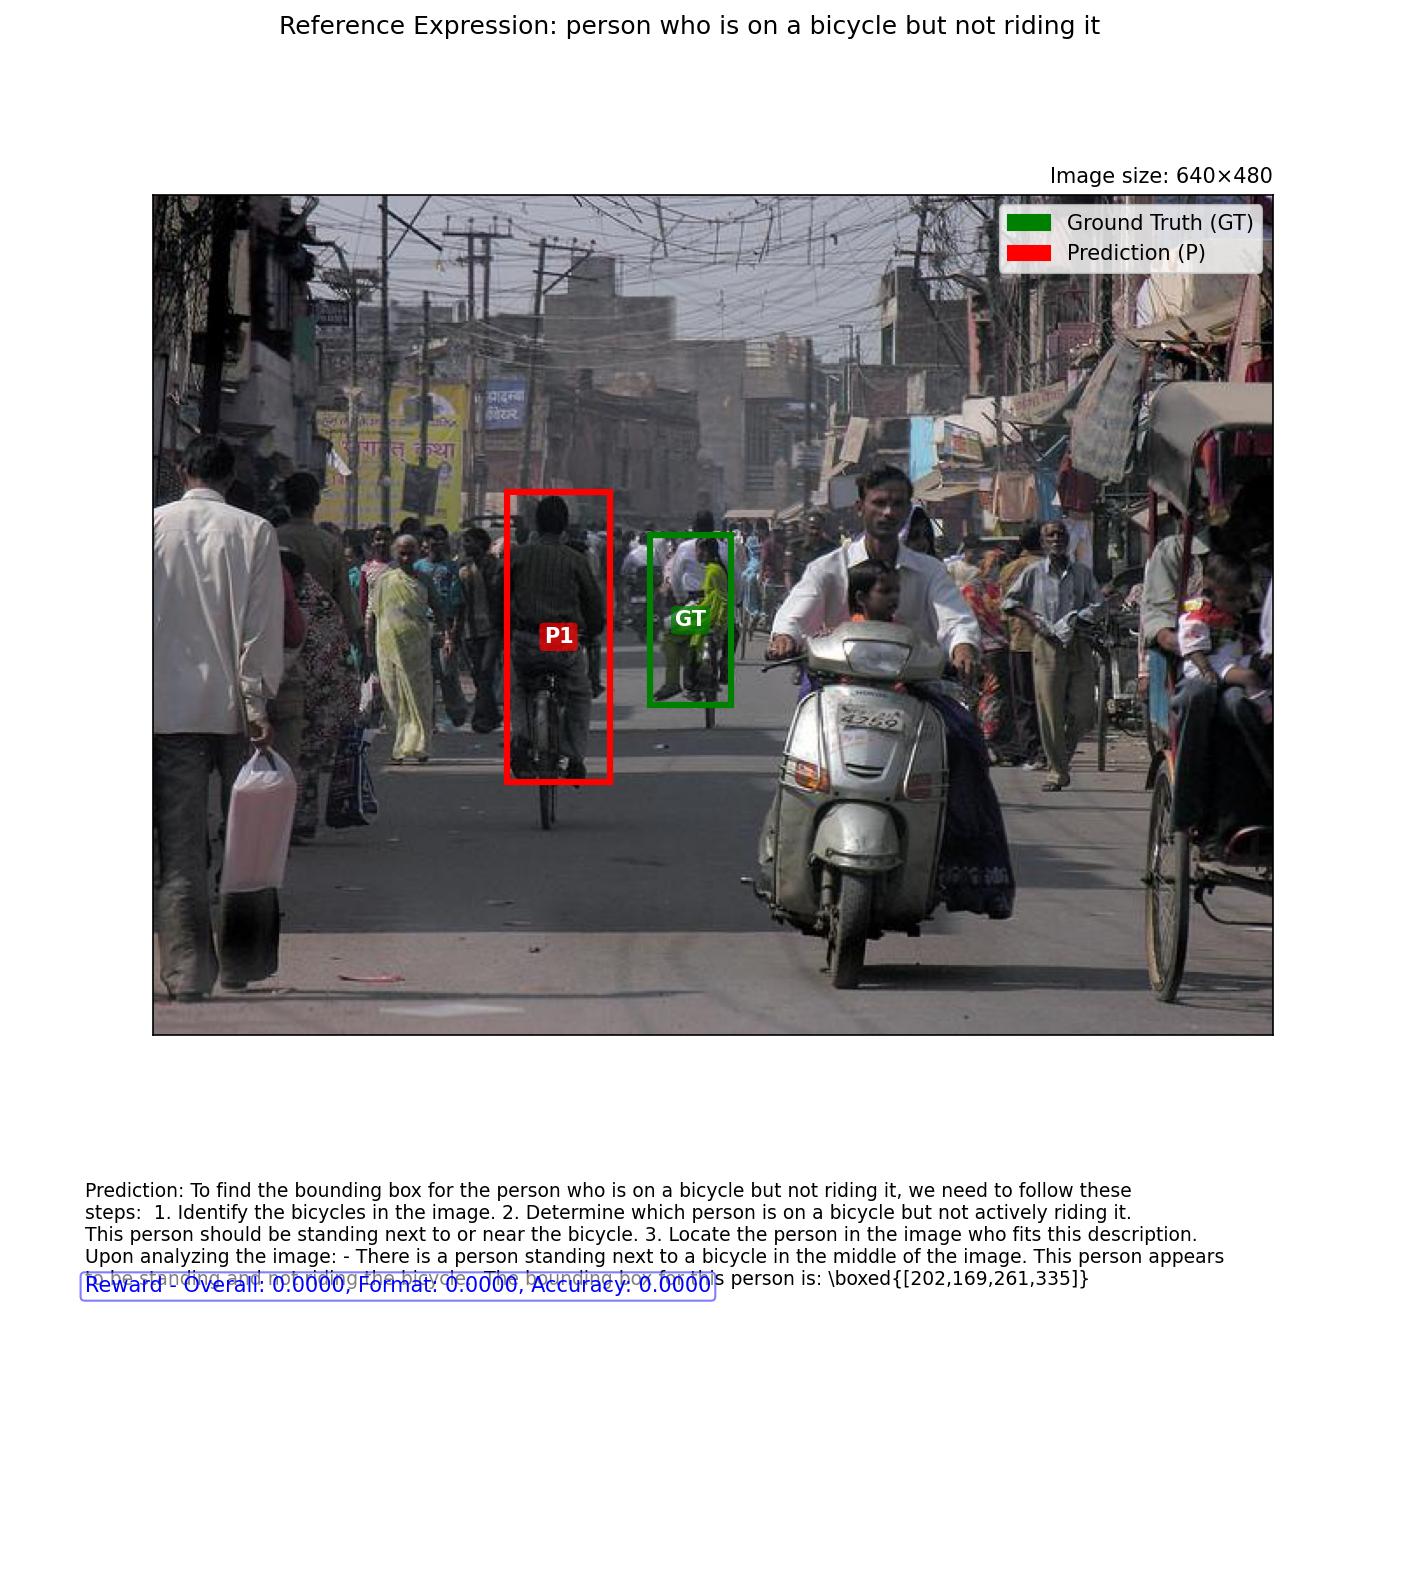 Reference Expression: person who is on a bicycle but not riding it
Image size: 640×480
Ground Truth (GT)
Prediction (P)
कथा
P1
GT
4259
Prediction: To find the bounding box for the person who is on a bicycle but not riding it, we need to follow these
steps:  1. Identify the bicycles in the image. 2. Determine which person is on a bicycle but not actively riding it.
This person should be standing next to or near the bicycle. 3. Locate the person in the image who fits this description.
Upon analyzing the image: - There is a person standing next to a bicycle in the middle of the image. This person appears
to be standing and not riding the bicycle.  The bounding box for this person is: \boxed{[202,169,261,335]}
Reward - Overall: 0.0000, Format: 0.0000, Accuracy: 0.0000